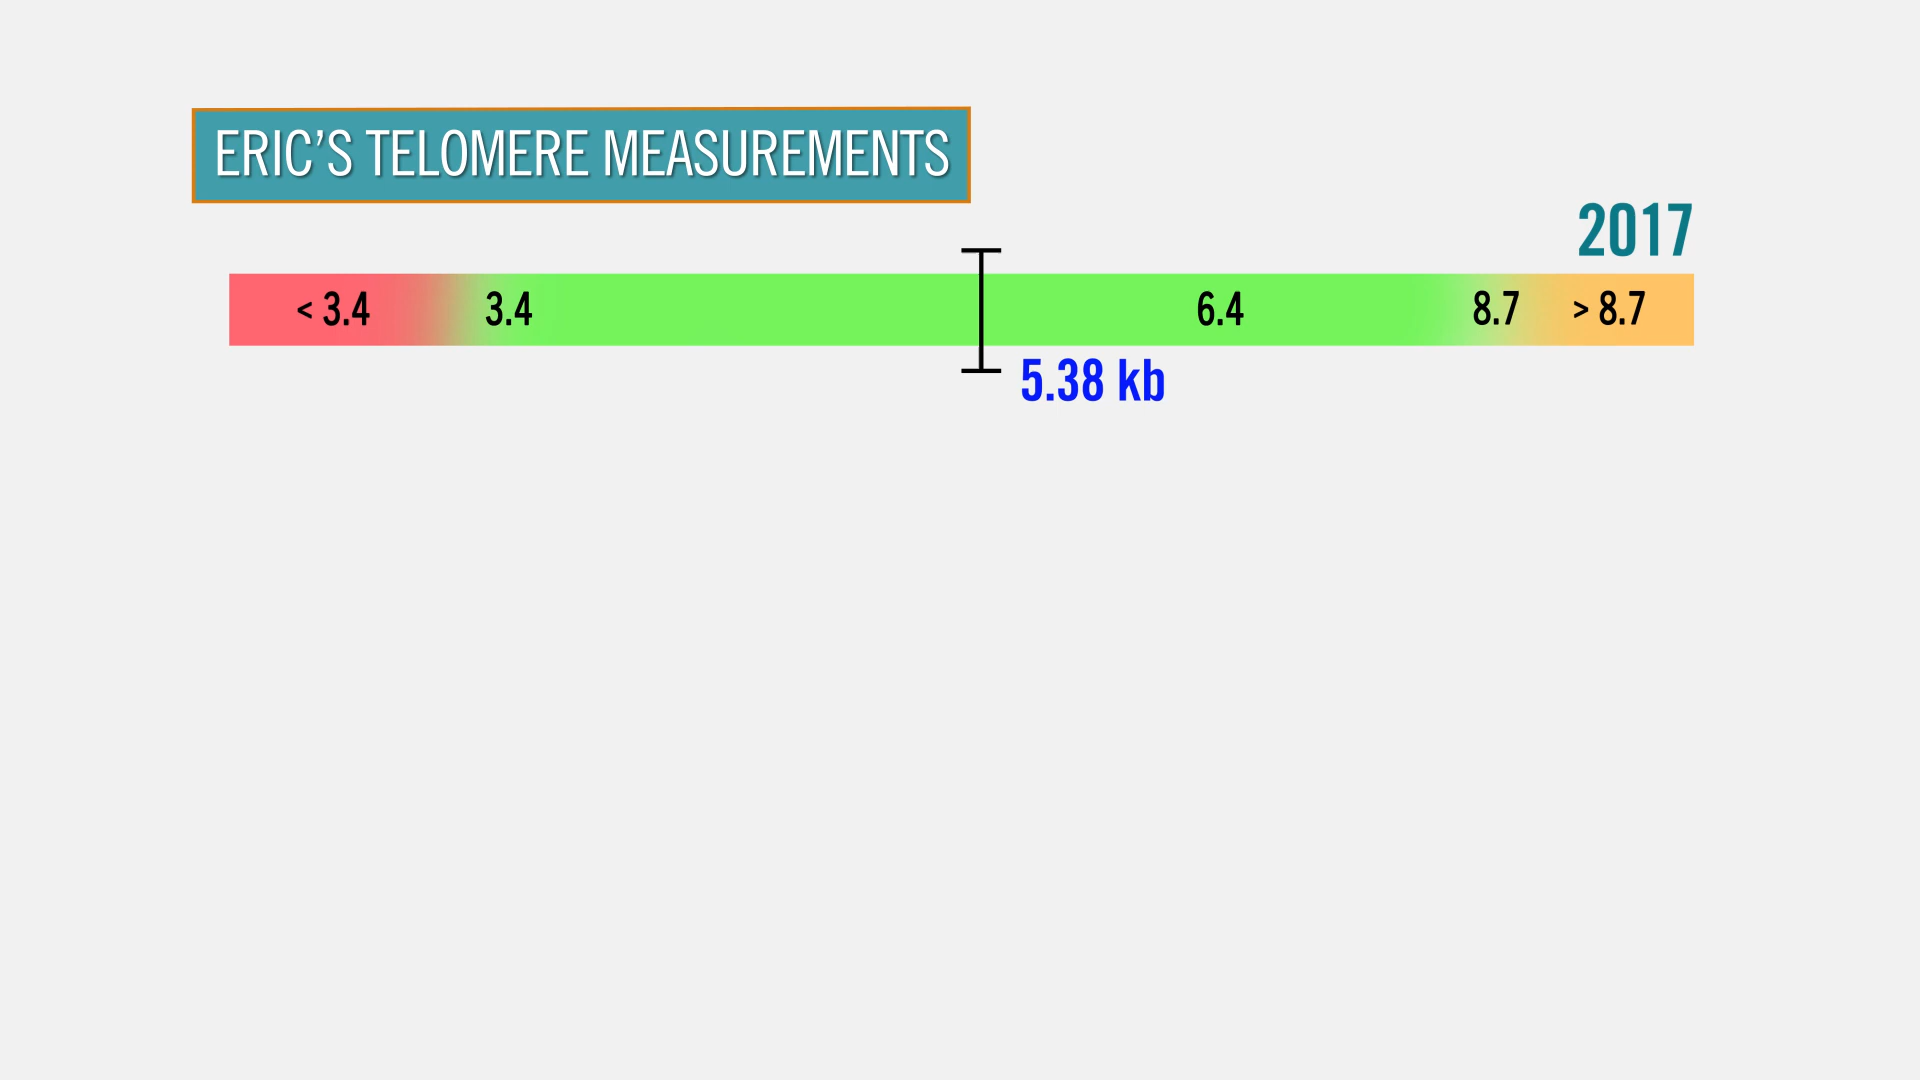 ERIC’S TELOMERE MEASUREMENTS
2017
< 3.4 3.4 6.4 8.7 > 8.7
5.38 kb